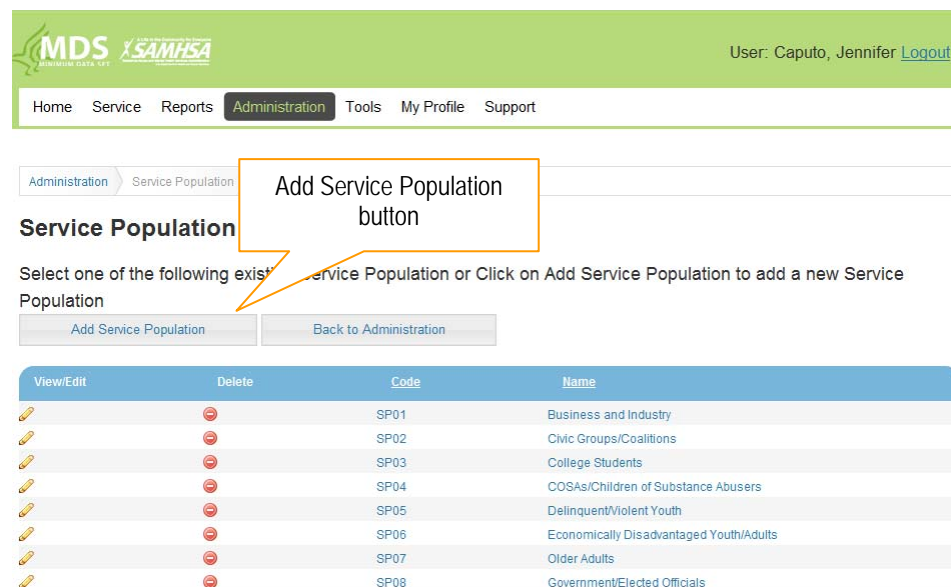 MDS
MINIMUM DATA SET
SAMHSA
User: Caputo, Jennifer Logout
Home Service Reports Administration Tools My Profile Support
Administration Service Population
Add Service Population
button
Service Population
Select one of the following Service Population or Click on Add Service Population to add a new Service
Population
Add Service Population Back to Administration
View/Edit Delete Code Name
SP01 Business and Industry
SP02 Civic Groups/Coalitions
SP03 College Students
SP04 COSAs/Children of Substance Abusers
SP05 Delinquent/Violent Youth
SP06 Economically Disadvantaged Youth/Adults
SP07 Older Adults
SP08 Government/Elected Officials